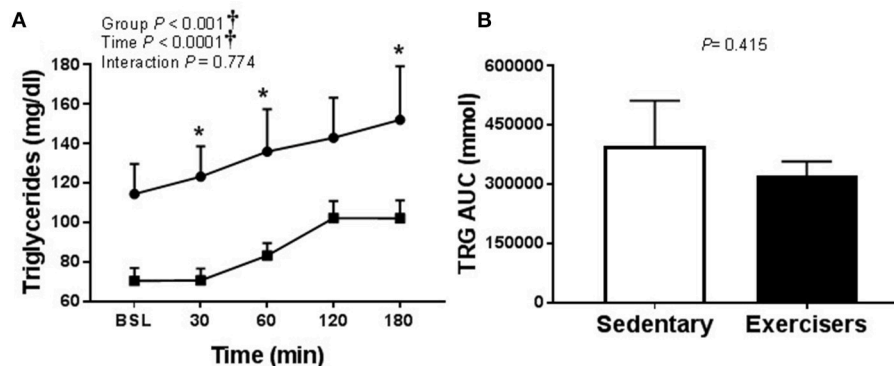 A
Group P < 0.001†
Time P < 0.0001†
Interaction P = 0.774
Triglycerides (mg/dl)
180
160
140
120
100
80
60
*
*
*
BSL 30 60 120 180
Time (min)
B
P= 0.415
TRG AUC (mmol)
600000
450000
300000
150000
0
Sedentary Exercisers